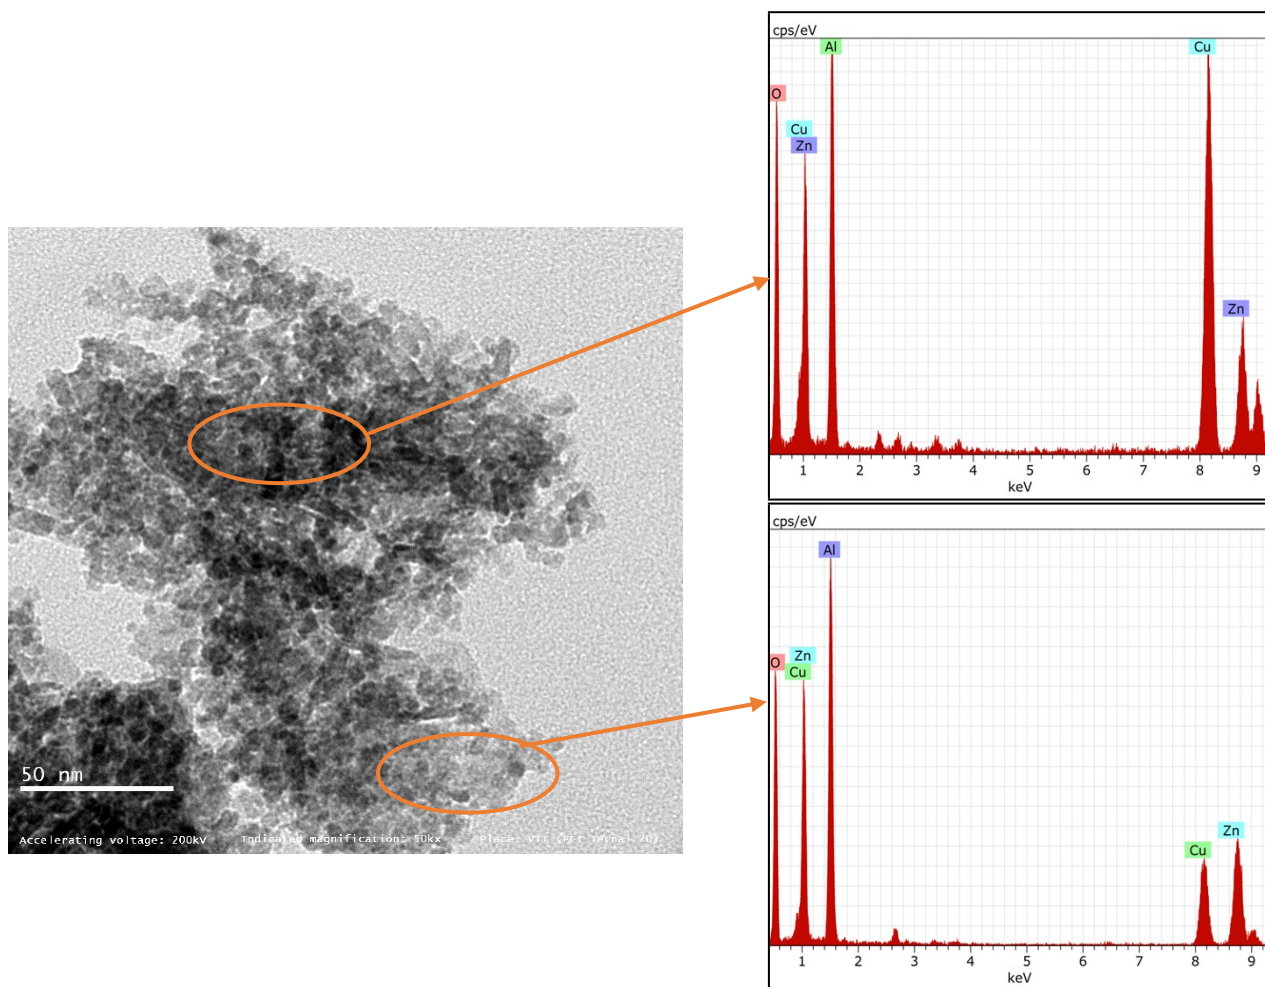 cps/eV
Al
Cu
O
Cu
Zn
Zn
1 2 3 4 5 6 7 8 9
keV
cps/eV
Al
Zn
O
Cu
Zn
Cu
1 2 3 4 5 6 7 8 9
keV
50 nm
Accelerating voltage: 200kV Indicated magnification: 50kx Place: VTT